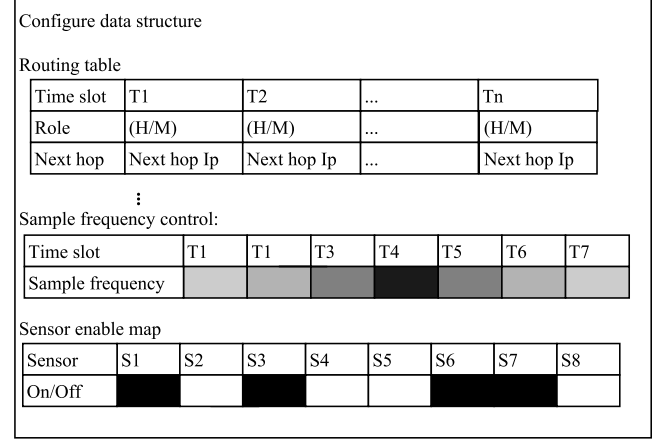 Configure data structure
Routing table
Time slot T1 T2 ... Tn
Role (H/M) (H/M) ... (H/M)
Next hop Next hop Ip Next hop Ip ... Next hop Ip
⋮
Sample frequency control:
Time slot T1 T1 T3 T4 T5 T6 T7
Sample frequency
Sensor enable map
Sensor S1 S2 S3 S4 S5 S6 S7 S8
On/Off